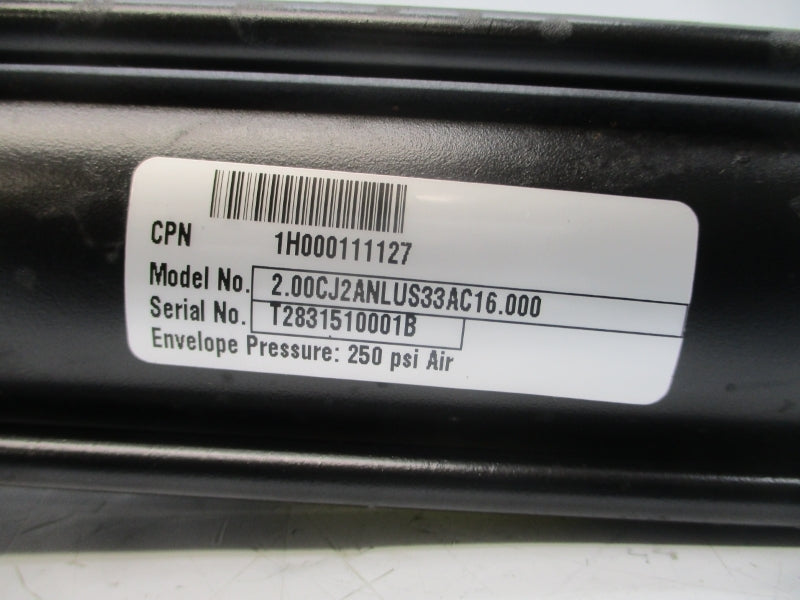 CPN 1H000111127
Model No. 2.00CJ2ANLUS33AC16.000
Serial No. T2831510001B
Envelope Pressure: 250 psi Air